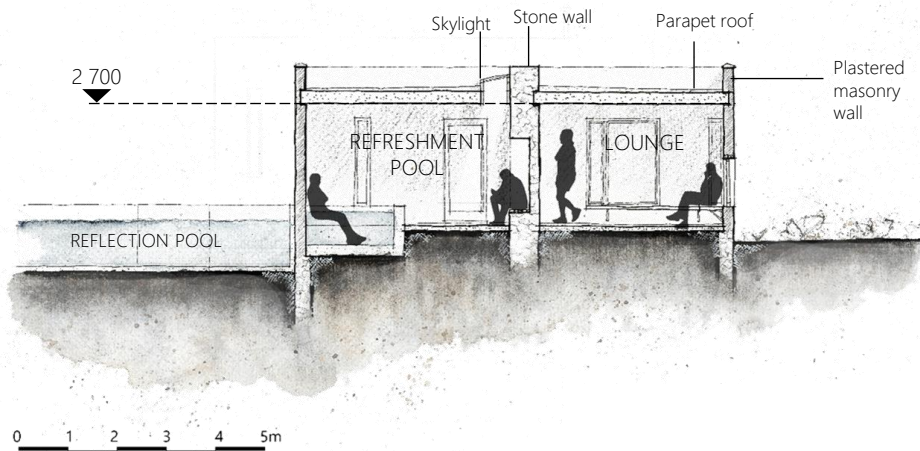 Skylight
Stone wall
Parapet roof
2 700
Plastered
masonry
wall
REFRESHMENT
POOL
LOUNGE
REFLECTION POOL
0 1 2 3 4 5m